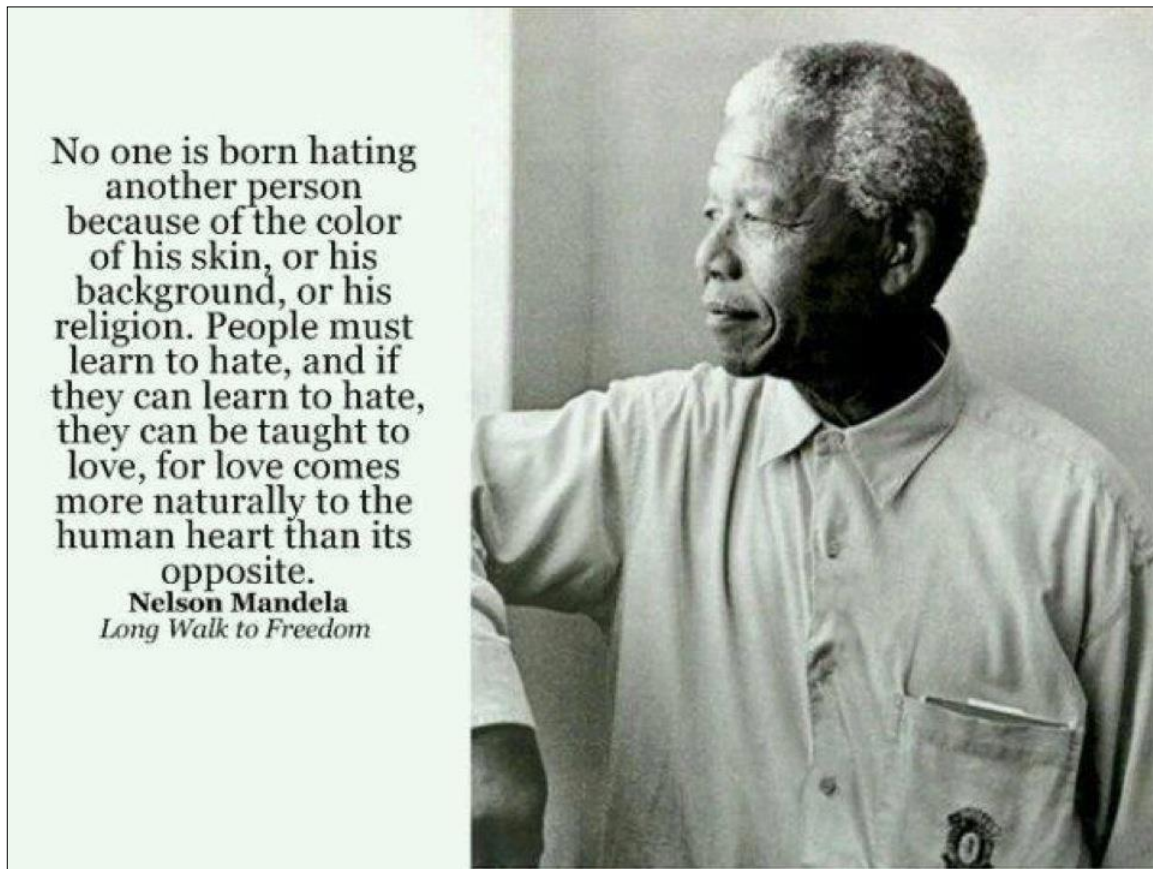 No one is born hating
another person
because of the color
of his skin, or his
background, or his
religion. People must
learn to hate, and if
they can learn to hate,
they can be taught to
love, for love comes
more naturally to the
human heart than its
opposite.
Nelson Mandela
Long Walk to Freedom